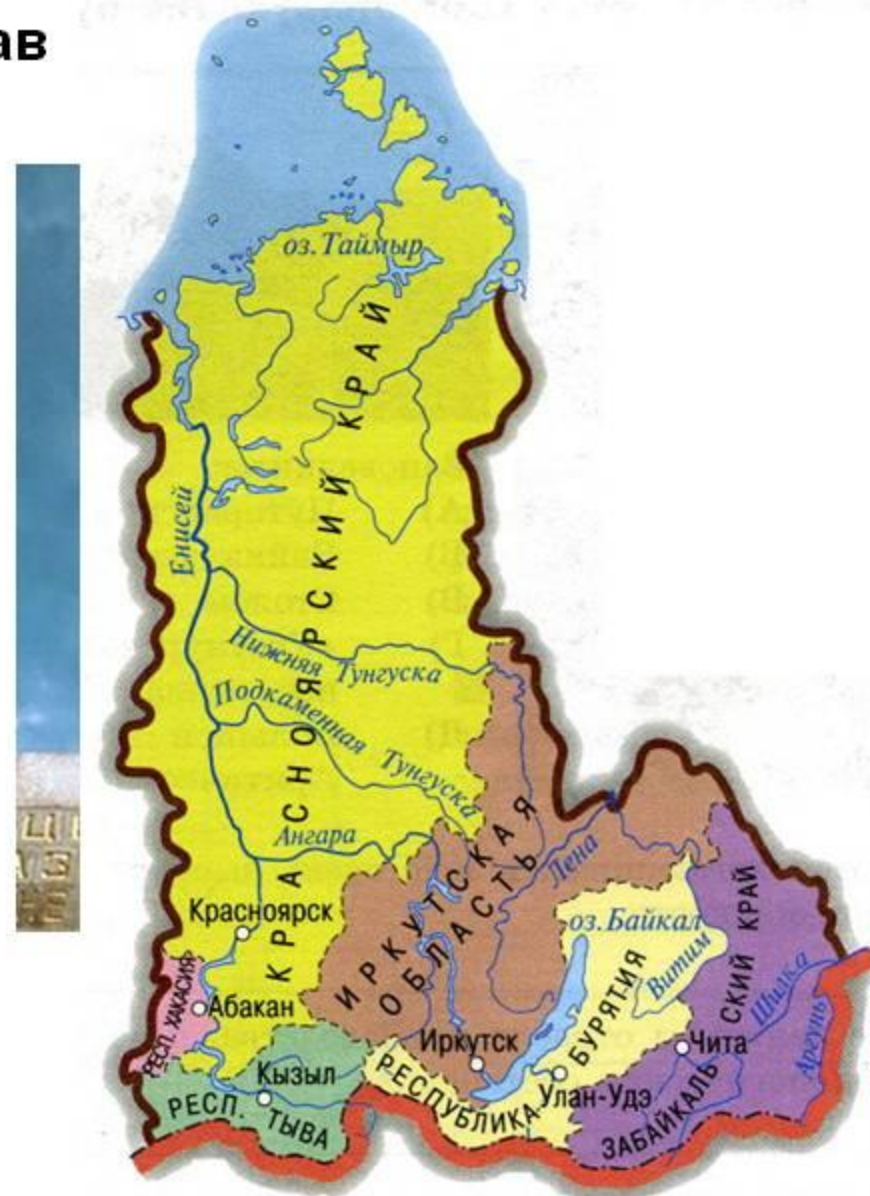 ав
оз. Таймыр
КРАСНОЯРСКИЙ КРАЙ
Енисей
Нижняя Тунгуска
Подкаменная Тунгуска
Ангара
Красноярск
ИРКУТСКАЯ
ОБЛАСТЬ
Лена
оз. Байкал
Витим
ЗАБАЙКАЛЬСКИЙ КРАЙ
Шилка
Аргунь
РЕСП. ХАКАСИЯ
Абакан
Иркутск
Чита
Кызыл
Улан-Удэ
РЕСП. ТЫВА
РЕСПУБЛИКА БУРЯТИЯ